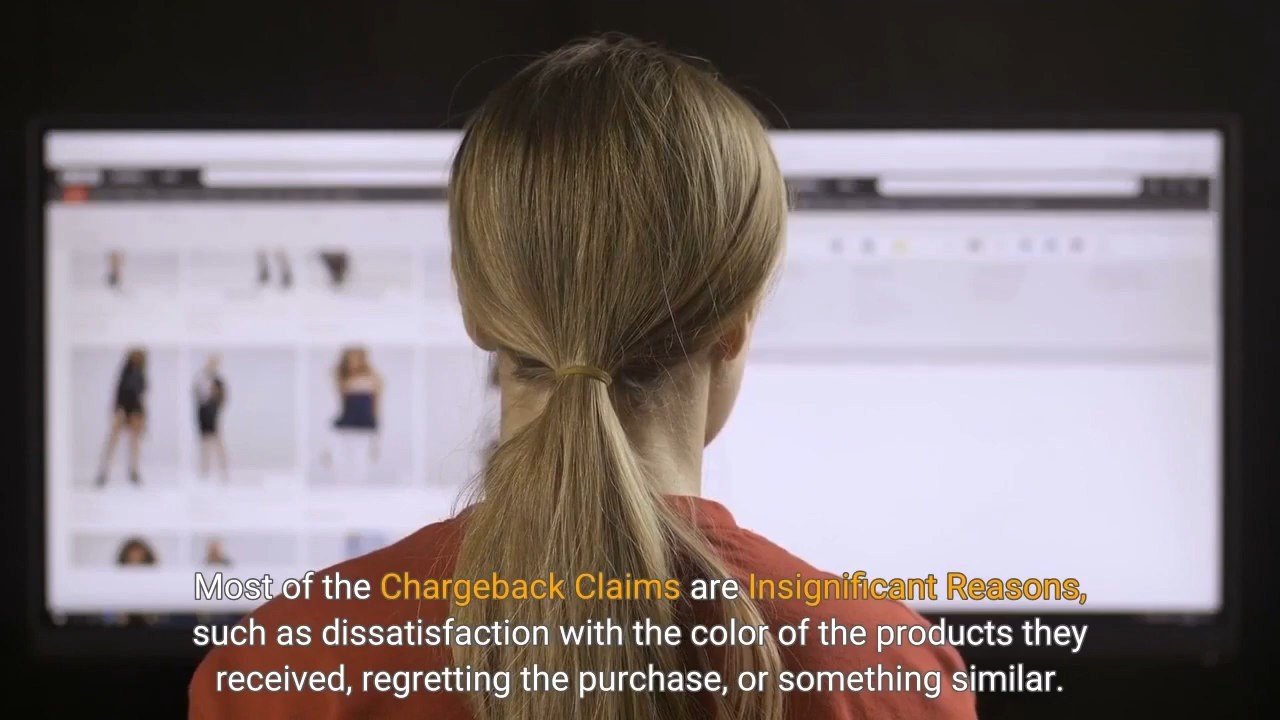 Most of the Chargeback Claims are Insignificant Reasons,
such as dissatisfaction with the color of the products they
received, regretting the purchase, or something similar.